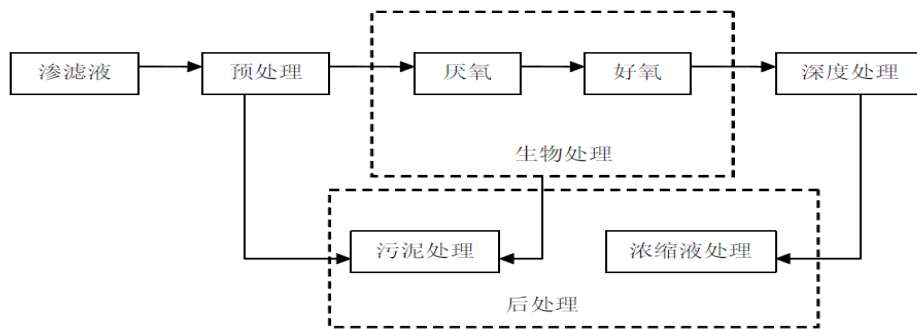 渗滤液
预处理
厌氧
好氧
深度处理
生物处理
污泥处理
浓缩液处理
后处理